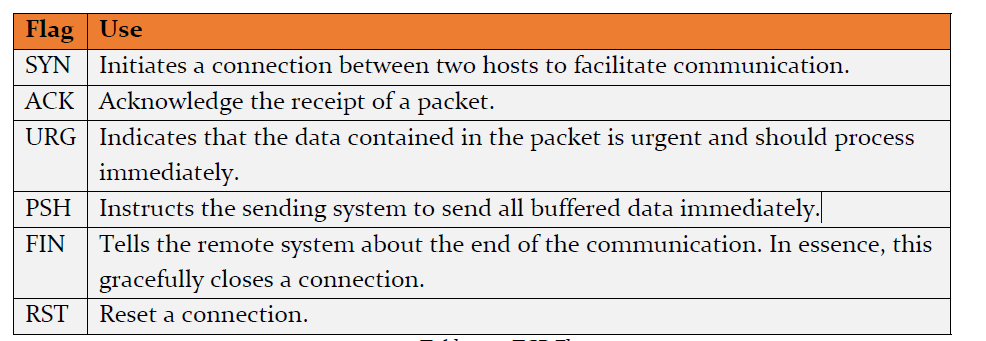 Flag Use
SYN Initiates a connection between two hosts to facilitate communication.
ACK Acknowledge the receipt of a packet.
URG Indicates that the data contained in the packet is urgent and should process
immediately.
PSH Instructs the sending system to send all buffered data immediately.
FIN Tells the remote system about the end of the communication. In essence, this
gracefully closes a connection.
RST Reset a connection.